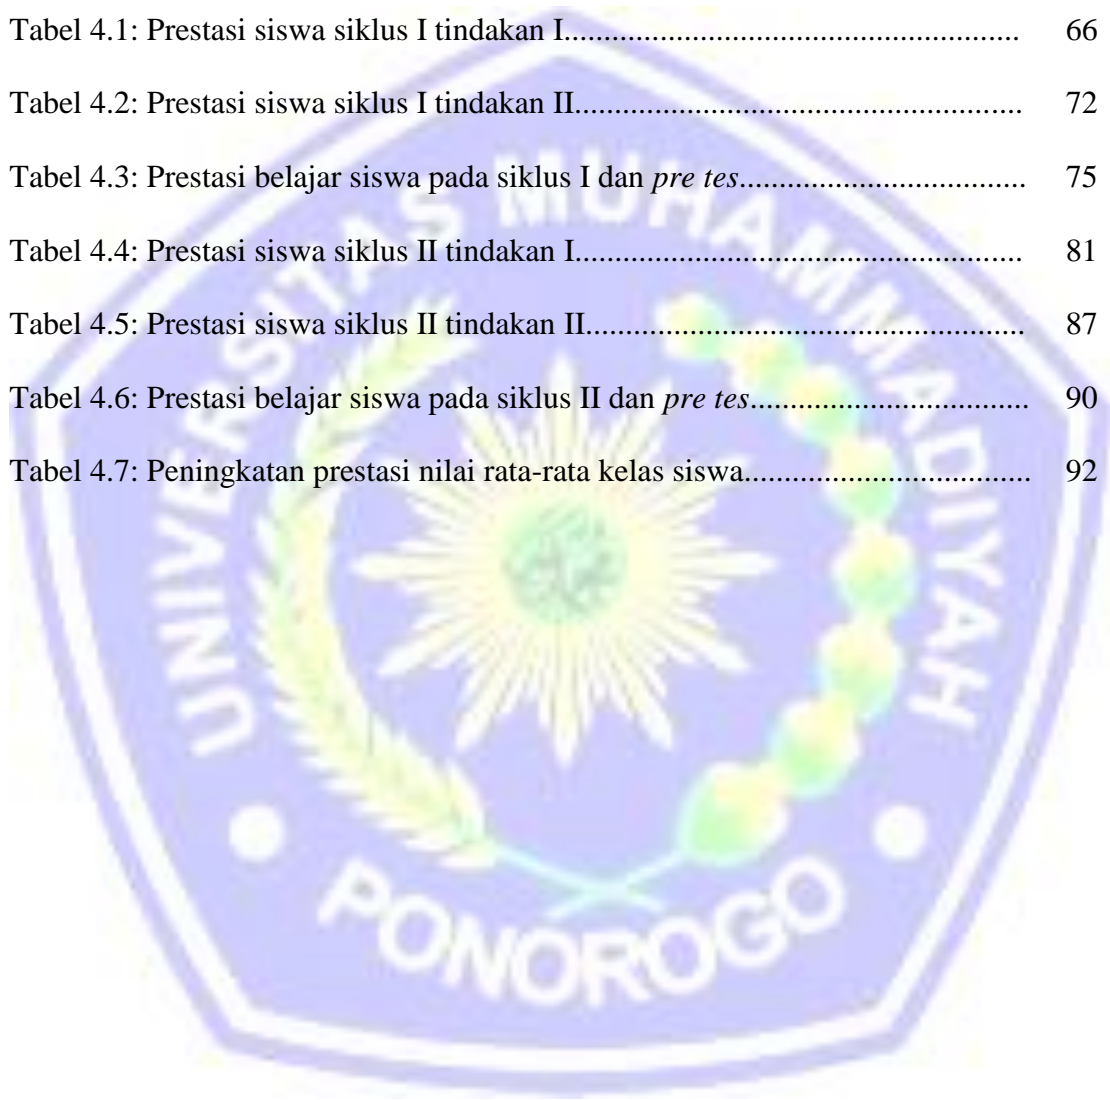 Tabel 4.1: Prestasi siswa siklus I tindakan I......................................................... 66
Tabel 4.2: Prestasi siswa siklus I tindakan II........................................................ 72
Tabel 4.3: Prestasi belajar siswa pada siklus I dan pre tes.................................... 75
Tabel 4.4: Prestasi siswa siklus II tindakan I........................................................ 81
Tabel 4.5: Prestasi siswa siklus II tindakan II....................................................... 87
Tabel 4.6: Prestasi belajar siswa pada siklus II dan pre tes................................... 90
Tabel 4.7: Peningkatan prestasi nilai rata-rata kelas siswa.................................... 92
UNIVERSITAS MUHAMMADIYAH
PONOROGO